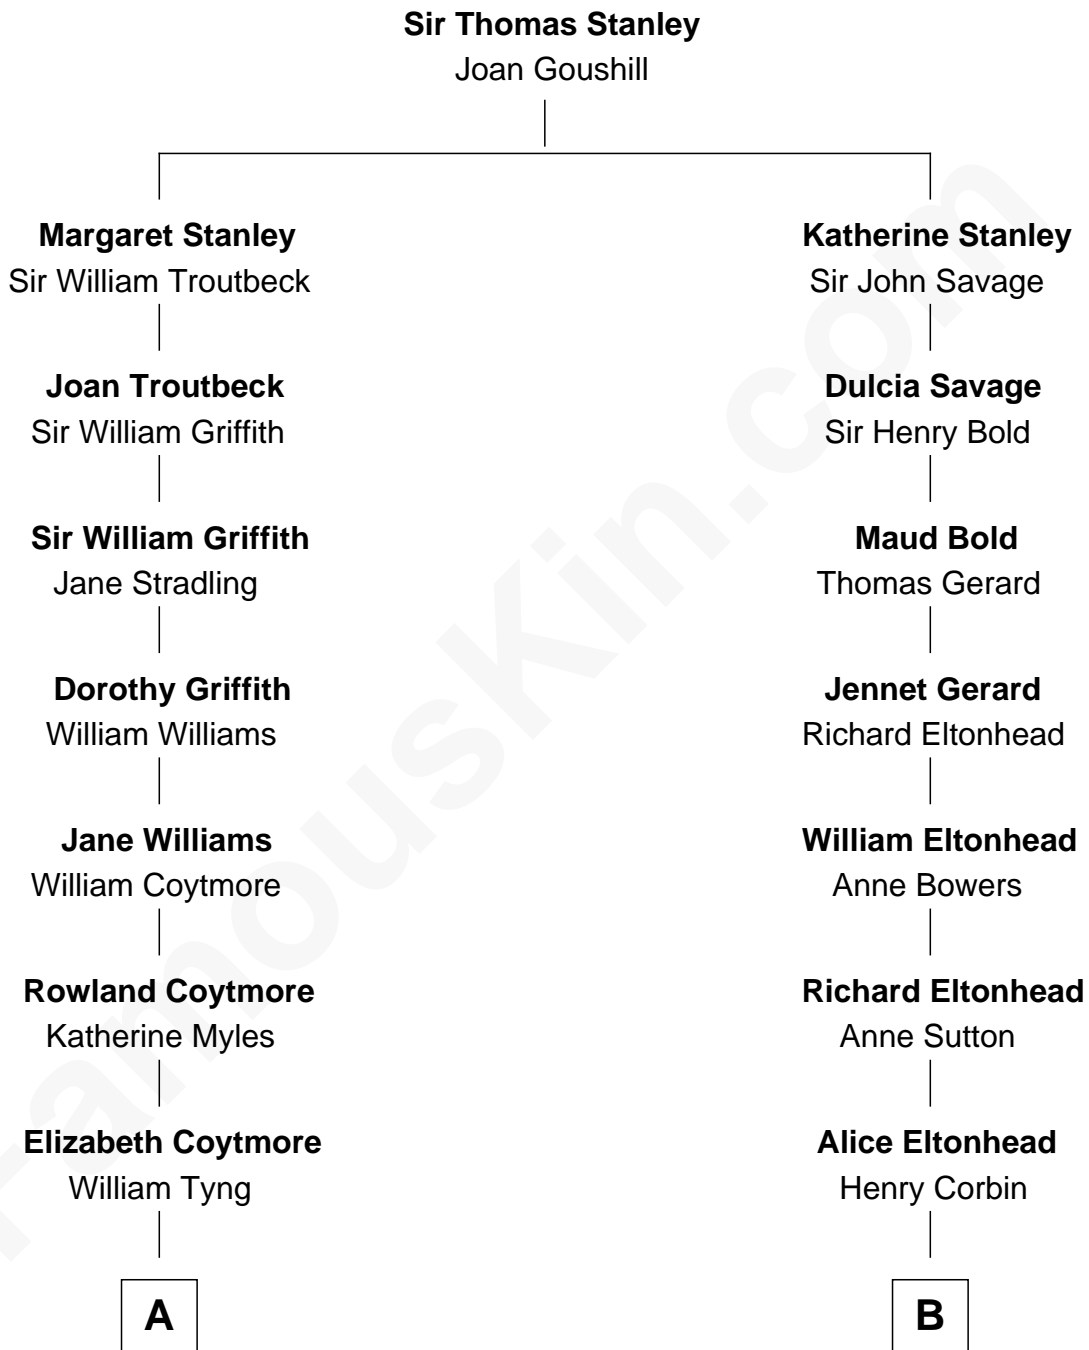 Sir Thomas Stanley
Joan Goushill
Margaret Stanley
Sir William Troutbeck
Katherine Stanley
Sir John Savage
Joan Troutbeck
Sir William Griffith
Dulcia Savage
Sir Henry Bold
Sir William Griffith
Jane Stradling
Maud Bold
Thomas Gerard
Dorothy Griffith
William Williams
Jennet Gerard
Richard Eltonhead
Jane Williams
William Coytmore
William Eltonhead
Anne Bowers
Rowland Coytmore
Katherine Myles
Richard Eltonhead
Anne Sutton
Elizabeth Coytmore
William Tyng
Alice Eltonhead
Henry Corbin
A
B
FamousKin.com